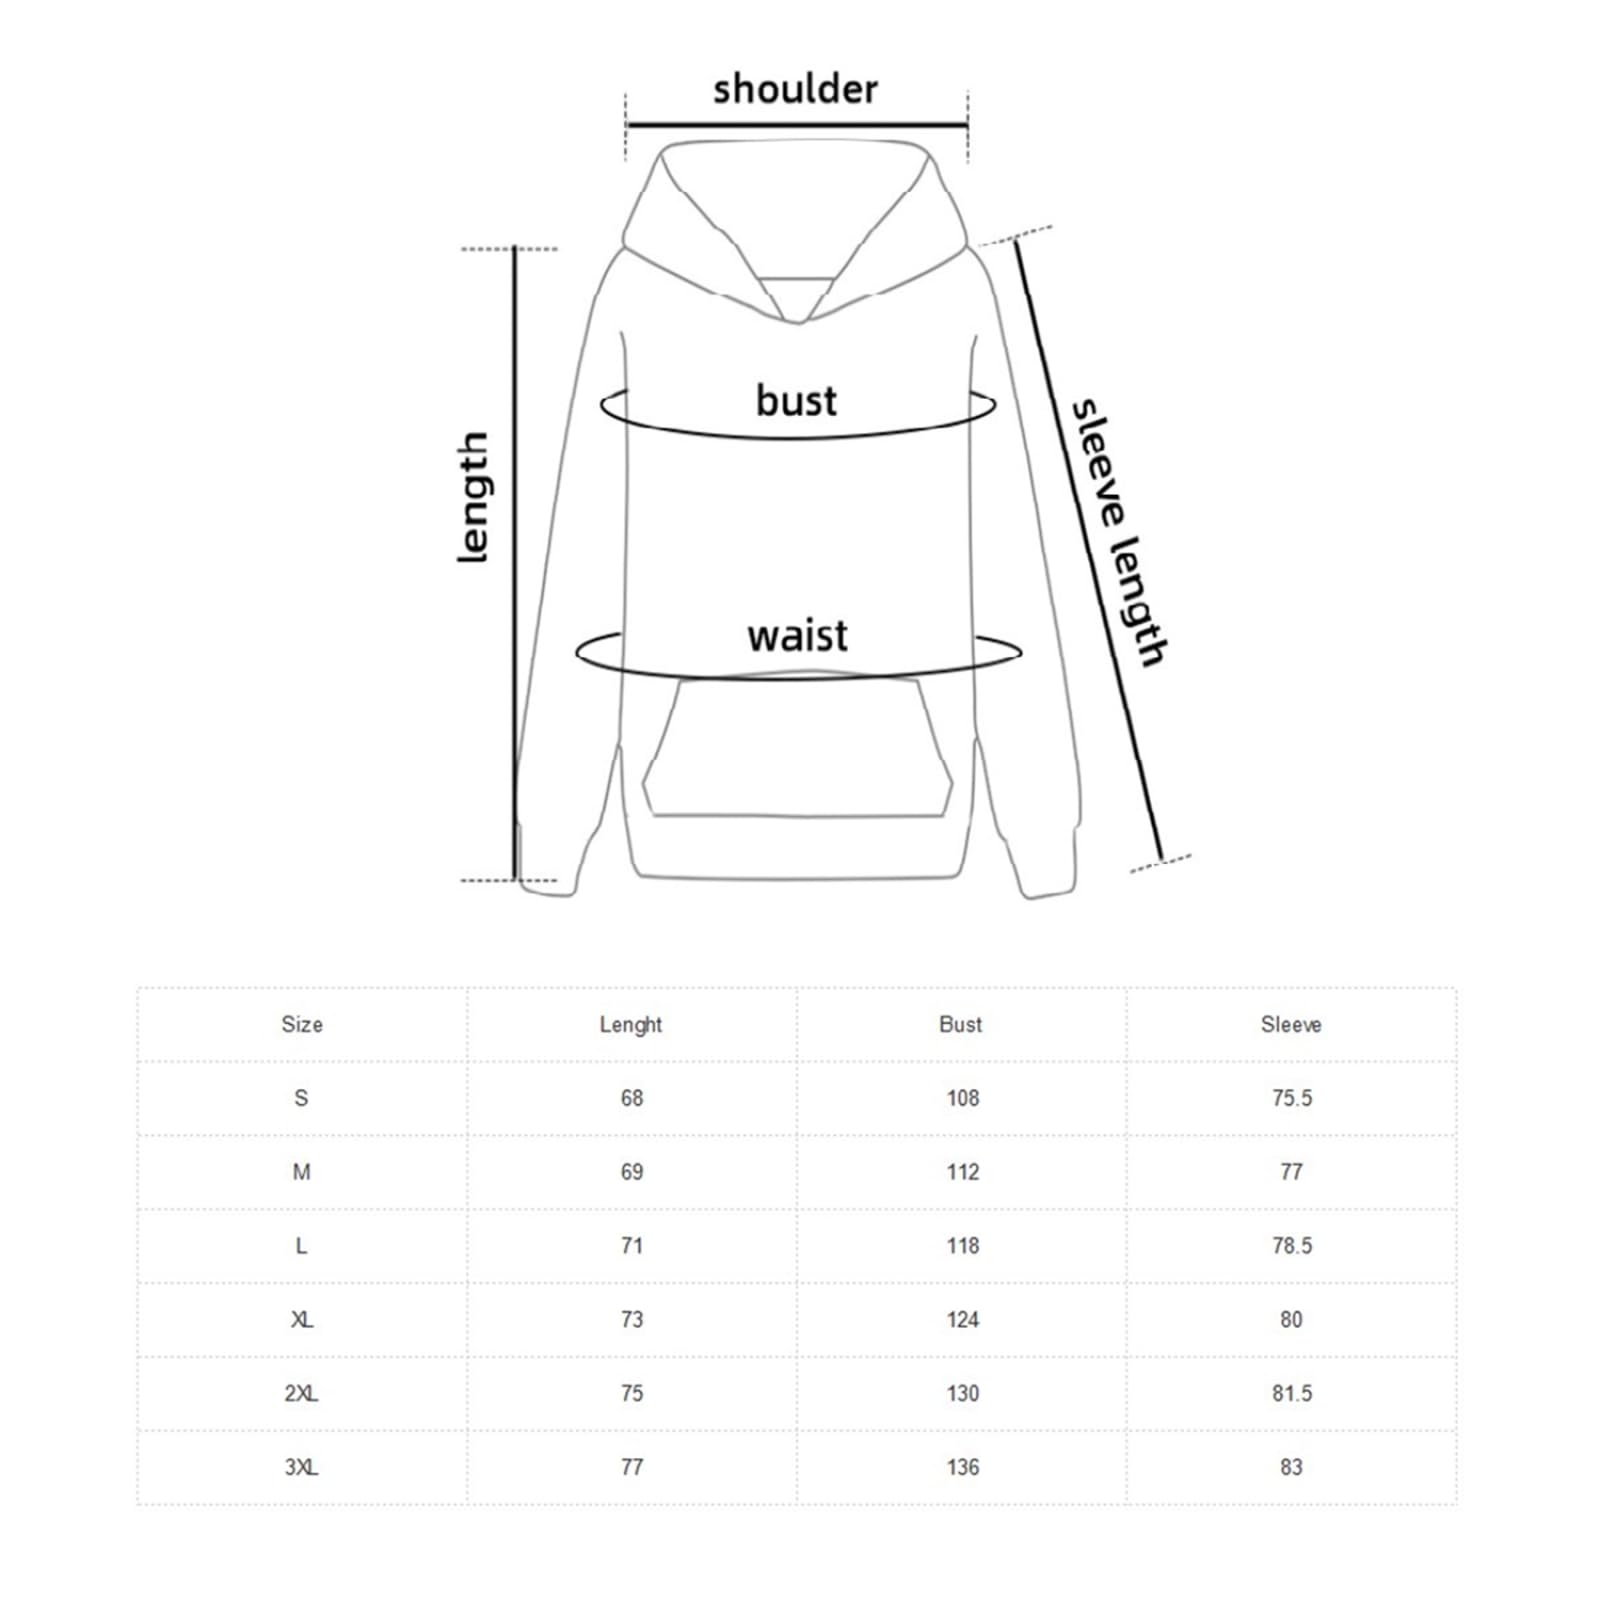 shoulder
bust
length
sleeve length
waist
Size Lenght Bust Sleeve
S 68 108 75.5
M 69 112 77
L 71 118 78.5
XL 73 124 80
2XL 75 130 81.5
3XL 77 136 83